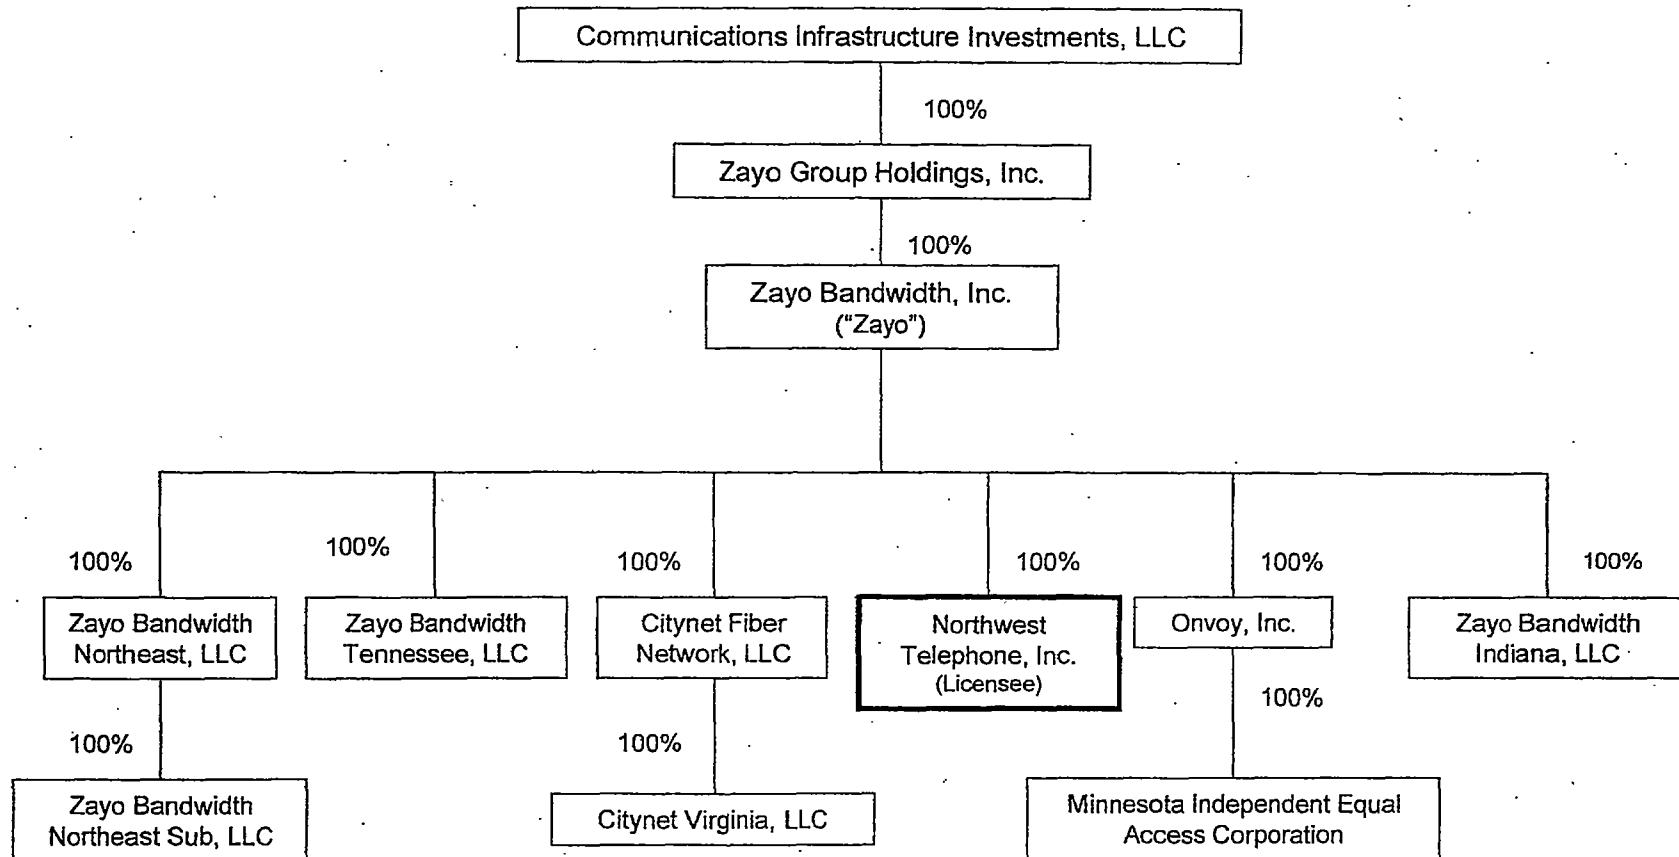 Communications Infrastructure Investments, LLC
100%
Zayo Group Holdings, Inc.
100%
Zayo Bandwidth, Inc.
("Zayo")
100%
100%
100%
100%
100%
100%
Zayo Bandwidth
Northeast, LLC
Zayo Bandwidth
Tennessee, LLC
Citynet Fiber
Network, LLC
Northwest
Telephone, Inc.
(Licensee)
Onvoy, Inc.
Zayo Bandwidth
Indiana, LLC
100%
100%
100%
Zayo Bandwidth
Northeast Sub, LLC
Citynet Virginia, LLC
Minnesota Independent Equal
Access Corporation